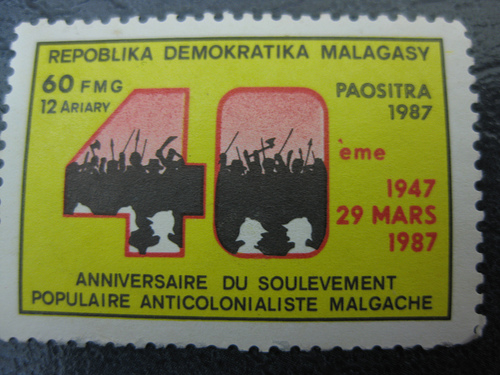 REPOBLIKA DEMOKRATIKA MALAGASY
60 FMG
12 ARIARY
PAOSITRA
1987
40
ème
1947
29 MARS
1987
ANNIVERSAIRE DU SOULEVEMENT
POPULAIRE ANTICOLONIALISTE MALGACHE